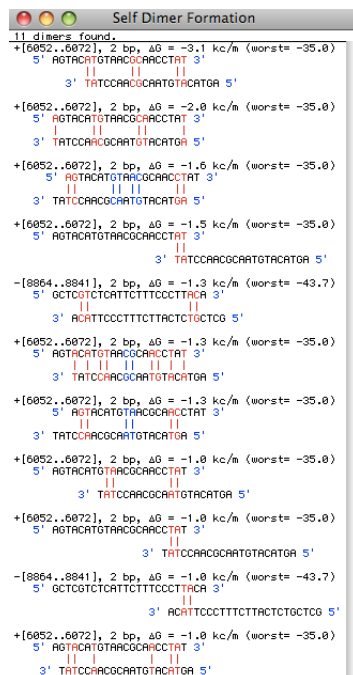 Self Dimer Formation
11 dimers found.
+[6052..6072], 2 bp, ΔG = -3.1 kc/m (worst= -35.0)
5' AGTACATGTAACGCAACCTAT 3'
3' TATCCAACGCAATGTACATGA 5'
+[6052..6072], 2 bp, ΔG = -2.0 kc/m (worst= -35.0)
5' AGTACATGTAACGCAACCTAT 3'
3' TATCCAACGCAATGTACATGA 5'
+[6052..6072], 2 bp, ΔG = -1.6 kc/m (worst= -35.0)
5' AGTACATGTAACGCAACCTAT 3'
3' TATCCAACGCAATGTACATGA 5'
+[6052..6072], 2 bp, ΔG = -1.5 kc/m (worst= -35.0)
5' AGTACATGTAACGCAACCTAT 3'
3' TATCCAACGCAATGTACATGA 5'
-[8864..8841], 2 bp, ΔG = -1.3 kc/m (worst= -43.7)
5' GCTCGTCTCATTCTTTCCCTTACA 3'
3' ACATTCCCTTTCTTACTCTGCTCG 5'
+[6052..6072], 2 bp, ΔG = -1.3 kc/m (worst= -35.0)
5' AGTACATGTAACGCAACCTAT 3'
3' TATCCAACGCAATGTACATGA 5'
+[6052..6072], 2 bp, ΔG = -1.3 kc/m (worst= -35.0)
5' AGTACATGTAACGCAACCTAT 3'
3' TATCCAACGCAATGTACATGA 5'
+[6052..6072], 2 bp, ΔG = -1.0 kc/m (worst= -35.0)
5' AGTACATGTAACGCAACCTAT 3'
3' TATCCAACGCAATGTACATGA 5'
+[6052..6072], 2 bp, ΔG = -1.0 kc/m (worst= -35.0)
5' AGTACATGTAACGCAACCTAT 3'
3' TATCCAACGCAATGTACATGA 5'
-[8864..8841], 2 bp, ΔG = -1.0 kc/m (worst= -43.7)
5' GCTCGTCTCATTCTTTCCCTTACA 3'
3' ACATTCCCTTTCTTACTCTGCTCG 5'
+[6052..6072], 2 bp, ΔG = -1.0 kc/m (worst= -35.0)
5' AGTACATGTAACGCAACCTAT 3'
3' TATCCAACGCAATGTACATGA 5'